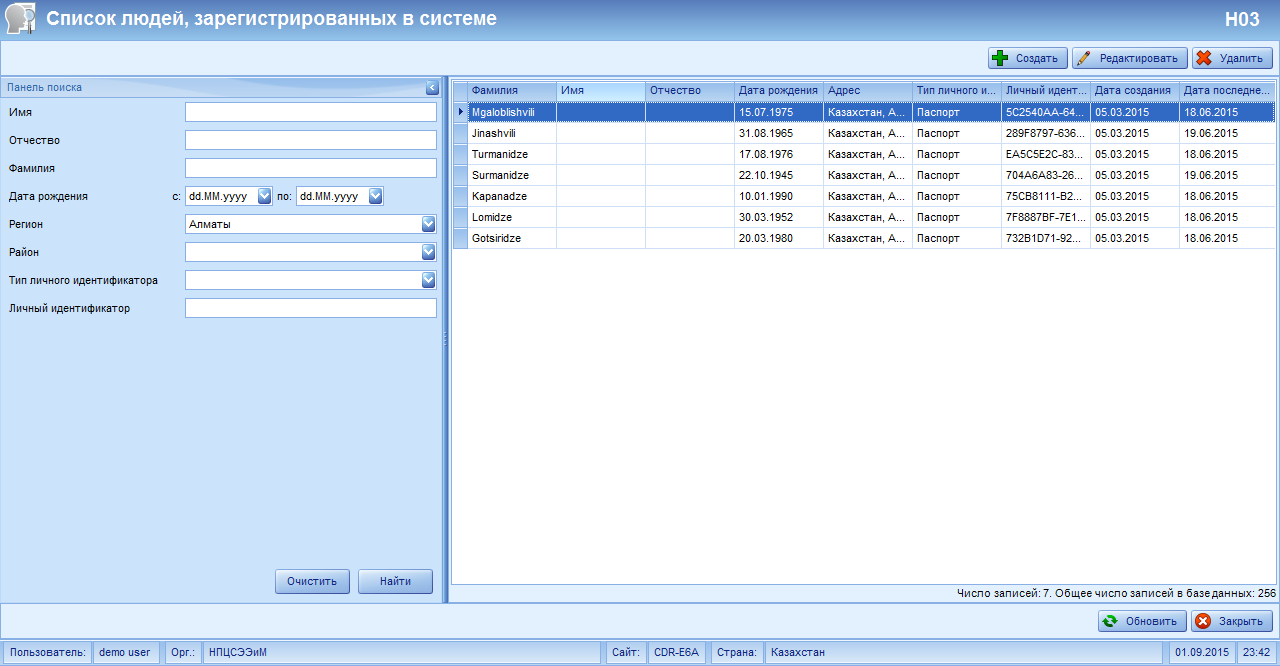 Список людей, зарегистрированных в системе H03
Создать Редактировать Удалить
Панель поиска
Имя
Отчество
Фамилия
Дата рождения с: dd.MM.yyyy по: dd.MM.yyyy
Регион Алматы
Район
Тип личного идентификатора
Личный идентификатор
Очистить Найти
Фамилия Имя Отчество Дата рождения Адрес Тип личного и... Личный идент... Дата создания Дата последне...
Mgaloblishvili 15.07.1975 Казахстан, А... Паспорт 5C2540AA-64... 05.03.2015 18.06.2015
Jinashvili 31.08.1965 Казахстан, А... Паспорт 289F8797-636... 05.03.2015 19.06.2015
Turmanidze 17.08.1976 Казахстан, А... Паспорт EA5C5E2C-83... 05.03.2015 18.06.2015
Surmanidze 22.10.1945 Казахстан, А... Паспорт 704A6A83-26... 05.03.2015 19.06.2015
Kapanadze 10.01.1990 Казахстан, А... Паспорт 75CB8111-B2... 05.03.2015 18.06.2015
Lomidze 30.03.1952 Казахстан, А... Паспорт 7F8887BF-7E1... 05.03.2015 18.06.2015
Gotsiridze 20.03.1980 Казахстан, А... Паспорт 732B1D71-92... 05.03.2015 18.06.2015
Число записей: 7. Общее число записей в базе данных: 256
Обновить Закрыть
Пользователь: demo user Орг.: НПЦСЭЭиМ Сайт: CDR-E6A Страна: Казахстан 01.09.2015 23:42